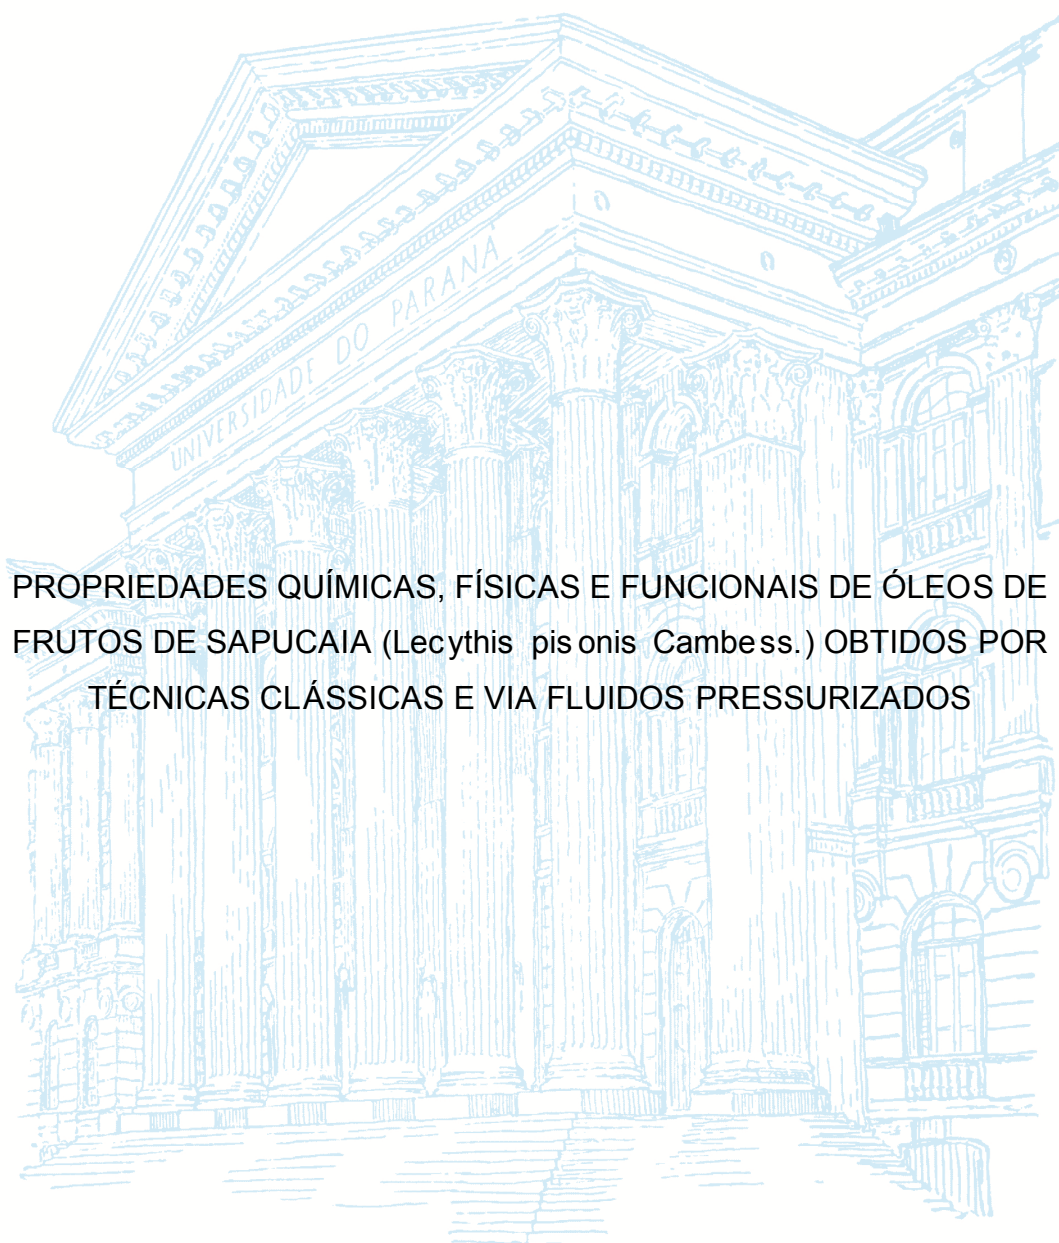 UNIVERSIDADE DO PARANÁ
PROPRIEDADES QUÍMICAS, FÍSICAS E FUNCIONAIS DE ÓLEOS DE
FRUTOS DE SAPUCAIA (Lecythis pisonis Cambess.) OBTIDOS POR
TÉCNICAS CLÁSSICAS E VIA FLUIDOS PRESSURIZADOS